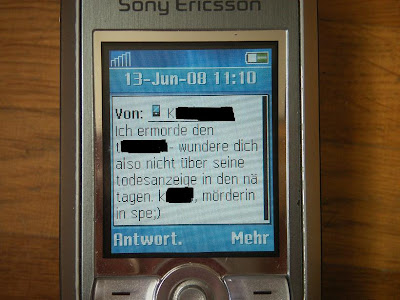 Sony Ericsson
13-Jun-08 11:10
Von: K
Ich ermorde den
t - wundere dich
also nicht über seine
todesanzeige in den nä
tagen. k , mörderin
in spe;)
Antwort. Mehr